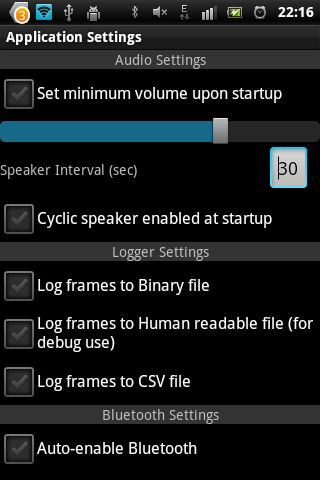 3 E 22:16
Application Settings
Audio Settings
Set minimum volume upon startup
Speaker Interval (sec) 30
Cyclic speaker enabled at startup
Logger Settings
Log frames to Binary file
Log frames to Human readable file (for
debug use)
Log frames to CSV file
Bluetooth Settings
Auto-enable Bluetooth